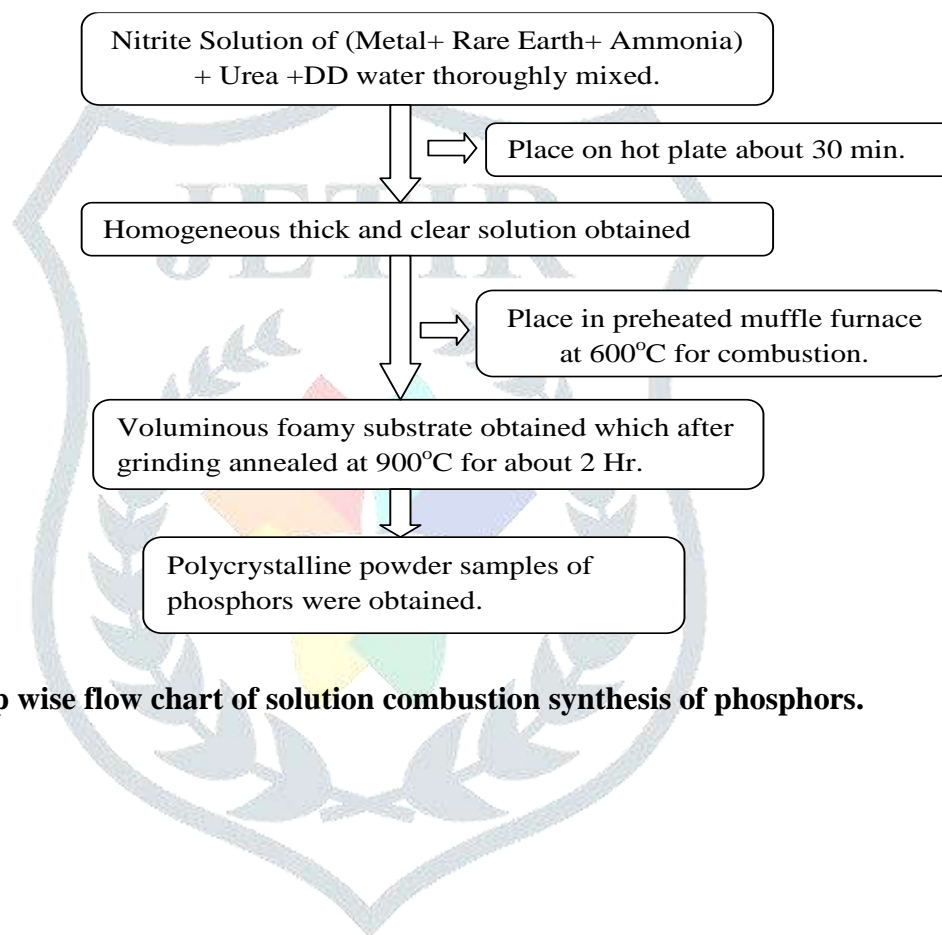 Nitrite Solution of (Metal+ Rare Earth+ Ammonia)
+ Urea +DD water thoroughly mixed.
Place on hot plate about 30 min.
Homogeneous thick and clear solution obtained
JETIR
Place in preheated muffle furnace
at 600°C for combustion.
Voluminous foamy substrate obtained which after
grinding annealed at 900°C for about 2 Hr.
Polycrystalline powder samples of
phosphors were obtained.
wise flow chart of solution combustion synthesis of phosphors.